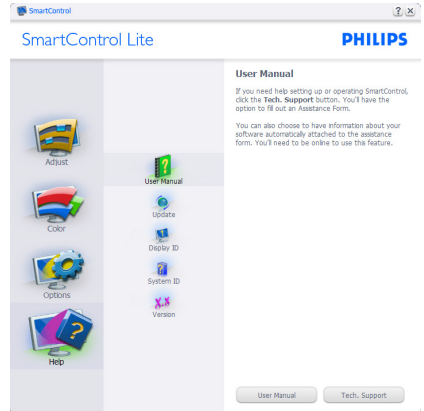 SmartControl
? X
SmartControl Lite
PHILIPS
User Manual
If you need help setting up or operating SmartControl,
click the Tech. Support button. You'll have the
option to fill out an Assistance Form.
You can also choose to have information about your
software automatically attached to the assistance
form. You'll need to be online to use this feature.
Adjust
Color
Options
Help
User Manual
Update
Display ID
System ID
X.X
Version
User Manual
Tech. Support